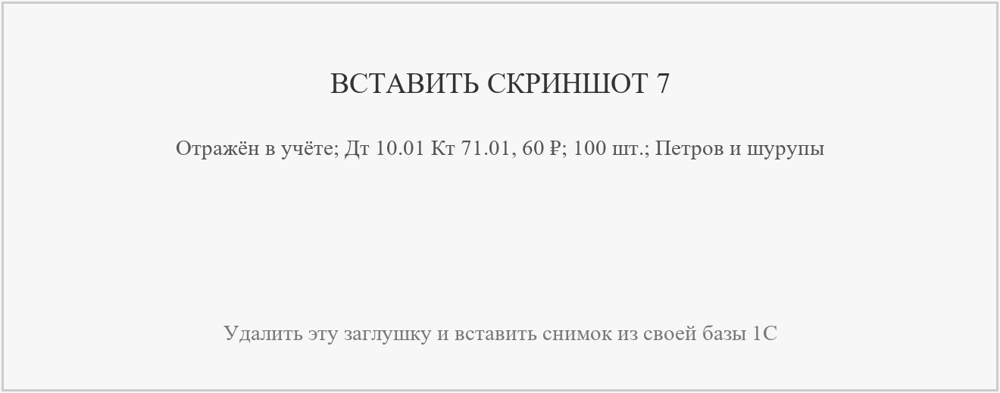 ВСТАВИТЬ СКРИНШОТ 7
Отражён в учёте; Дт 10.01 Кт 71.01, 60 ₽; 100 шт.; Петров и шурупы
Удалить эту заглушку и вставить снимок из своей базы 1С